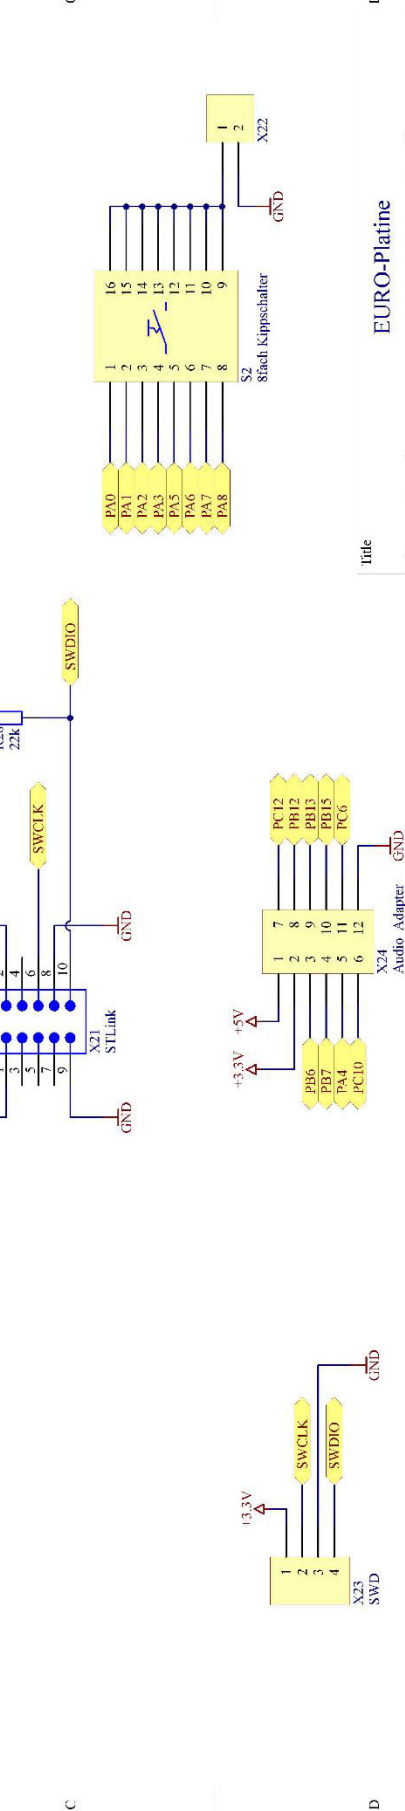 1
2
X22
GND
16
15
14
13
12
11
10
9
1
2
3
4
5
6
7
8
S2
8fach Kippschalter
PA0
PA1
PA2
PA3
PA5
PA6
PA7
PA8
EURO-Platine
Title
SWDIO
22k
SWCLK
4
6
8
10
GND
X21
STLink
3
5
7
9
GND
PC12
PB12
PB13
PB15
PC6
GND
7
8
9
10
11
12
1
2
3
4
5
6
X24
Audio Adapter
+5V
+3,3V
PB6
PB7
PA4
PC10
GND
SWCLK
SWDIO
+3,3V
1
2
3
4
X23
SWD
C
D